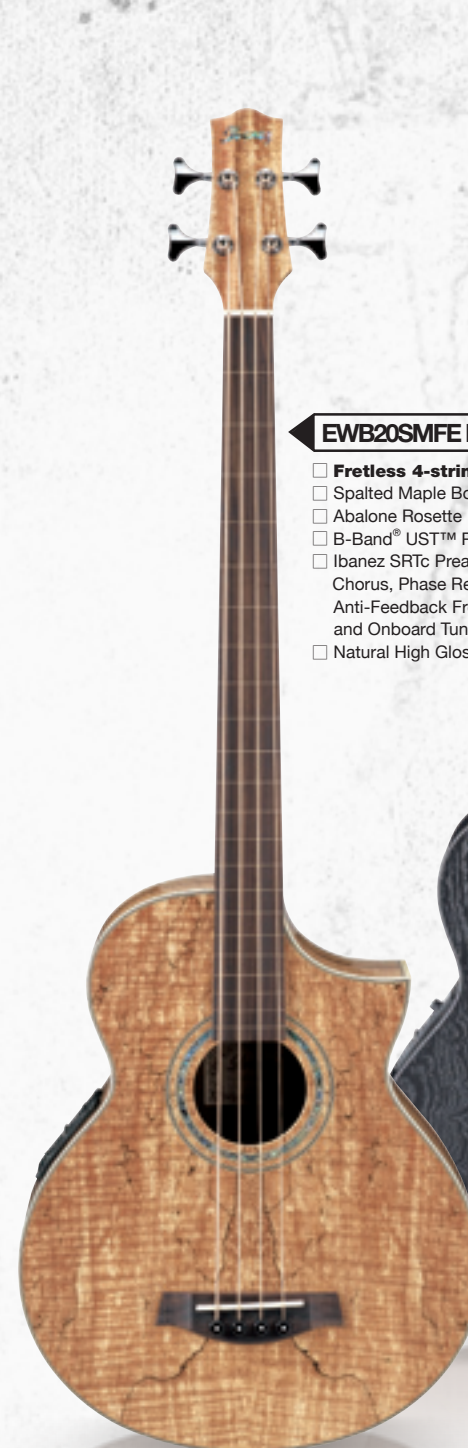 Ibanez
EWB20SMFE
☐ Fretless 4-strin
☐ Spalted Maple Bo
☐ Abalone Rosette
☐ B-Band® UST™ P
☐ Ibanez SRTc Prea
Chorus, Phase Re
Anti-Feedback Fr
and Onboard Tun
☐ Natural High Glos